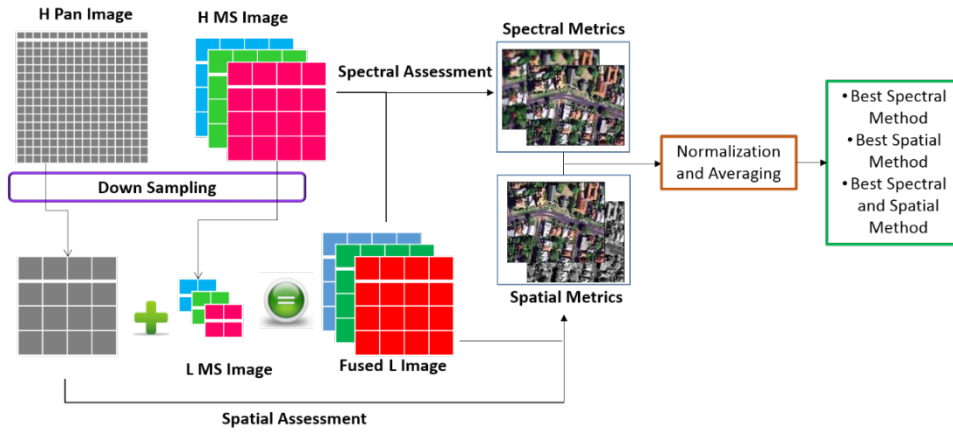 H Pan Image
H MS Image
Spectral Metrics
Spectral Assessment
Down Sampling
Normalization
and Averaging
• Best Spectral
Method
• Best Spatial
Method
• Best Spectral
and Spatial
Method
Spatial Metrics
L MS Image
Fused L Image
Spatial Assessment